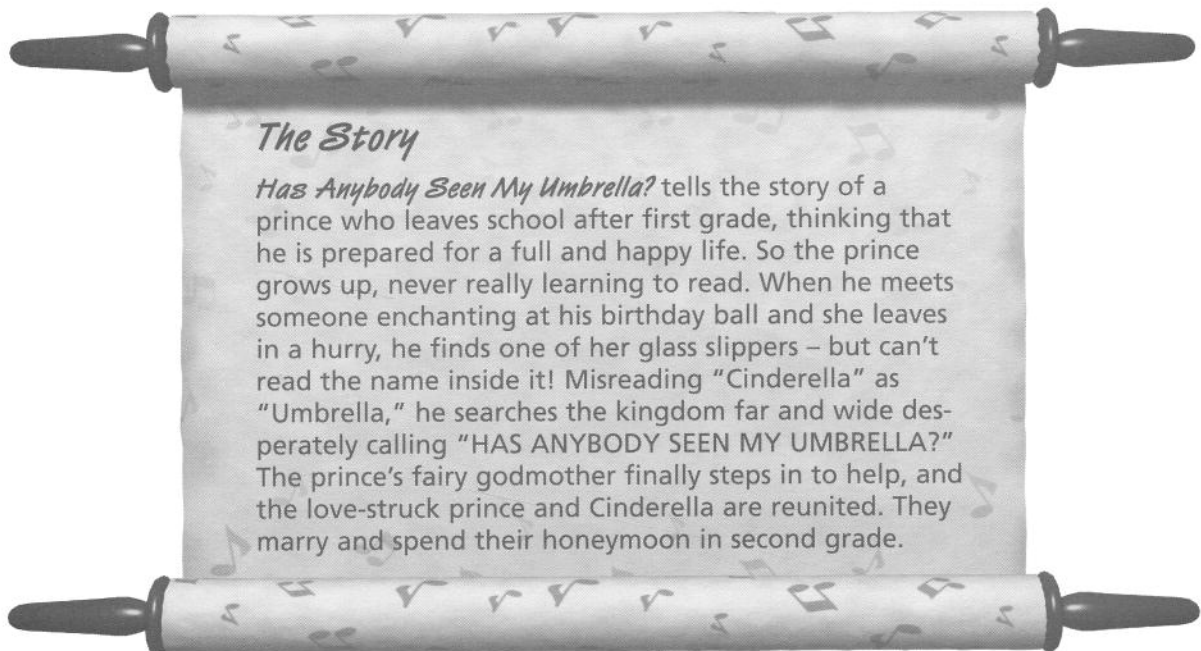 The Story
Has Anybody Seen My Umbrella? tells the story of a
prince who leaves school after first grade, thinking that
he is prepared for a full and happy life. So the prince
grows up, never really learning to read. When he meets
someone enchanting at his birthday ball and she leaves
in a hurry, he finds one of her glass slippers – but can't
read the name inside it! Misreading “Cinderella” as
“Umbrella,” he searches the kingdom far and wide des-
perately calling “HAS ANYBODY SEEN MY UMBRELLA?”
The prince's fairy godmother finally steps in to help, and
the love-struck prince and Cinderella are reunited. They
marry and spend their honeymoon in second grade.